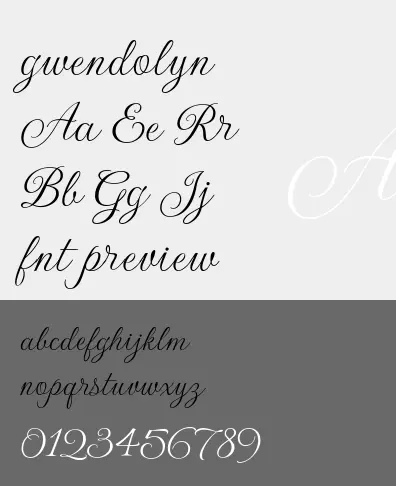 gwendolyn
Aa Ee Rr
A
Bb Gg Jj
fnt preview
abcdefghijklm
nopqrstuvwxyz
0123456789